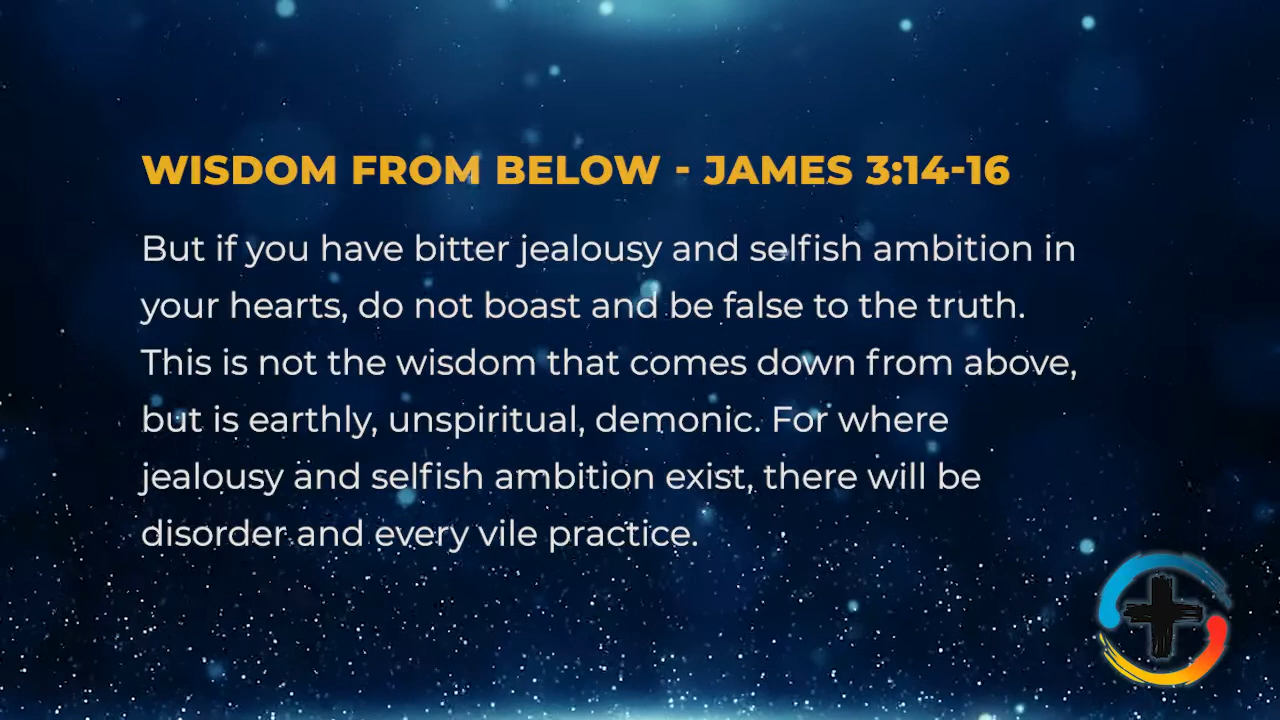 WISDOM FROM BELOW - JAMES 3:14-16
But if you have bitter jealousy and selfish ambition in
your hearts, do not boast and be false to the truth.
This is not the wisdom that comes down from above,
but is earthly, unspiritual, demonic. For where
jealousy and selfish ambition exist, there will be
disorder and every vile practice.